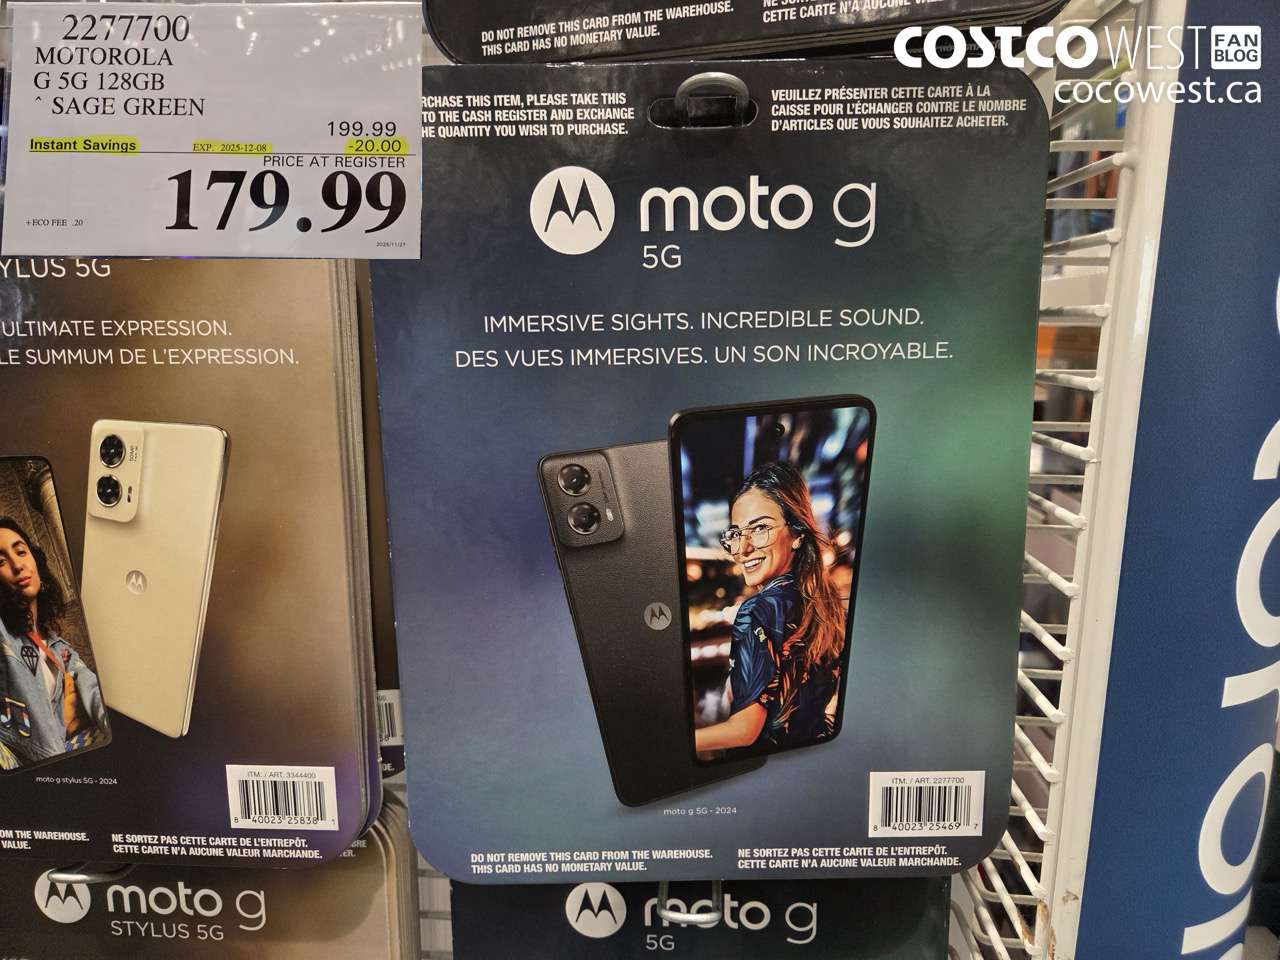 2277700
MOTOROLA
G 5G 128GB
^ SAGE GREEN
199.99
Instant Savings EXP. 2025-12-08 -20.00
PRICE AT REGISTER
179.99
+ECO FEE .20
2025/11/27
DO NOT REMOVE THIS CARD FROM THE WAREHOUSE.
THIS CARD HAS NO MONETARY VALUE.
CETTE CARTE N'A AUCUNE
COSTCO WEST FAN BLOG
cocowest.ca
RCHASE THIS ITEM, PLEASE TAKE THIS
TO THE CASH REGISTER AND EXCHANGE
HE QUANTITY YOU WISH TO PURCHASE.
VEUILLEZ PRÉSENTER CETTE CARTE À LA
CAISSE POUR L'ÉCHANGER CONTRE LE NOMBRE
D'ARTICLES QUE VOUS SOUHAITEZ ACHETER.
moto g
5G
IMMERSIVE SIGHTS. INCREDIBLE SOUND.
DES VUES IMMERSIVES. UN SON INCROYABLE.
moto g 5G - 2024
ITM. / ART. 2277700
8 40023 25469 7
DO NOT REMOVE THIS CARD FROM THE WAREHOUSE.
THIS CARD HAS NO MONETARY VALUE.
NE SORTEZ PAS CETTE CARTE DE L'ENTREPÔT.
CETTE CARTE N'A AUCUNE VALEUR MARCHANDE.
YLUS 5G
ULTIMATE EXPRESSION.
LE SUMMUM DE L'EXPRESSION.
moto g stylus 5G - 2024
ITM. / ART. 3344400
8 40023 25838 1
OM THE WAREHOUSE.
VALUE.
NE SORTEZ PAS CETTE CARTE DE L'ENTREPÔT.
CETTE CARTE N'A AUCUNE VALEUR MARCHANDE.
moto g
STYLUS 5G
moto g
5G